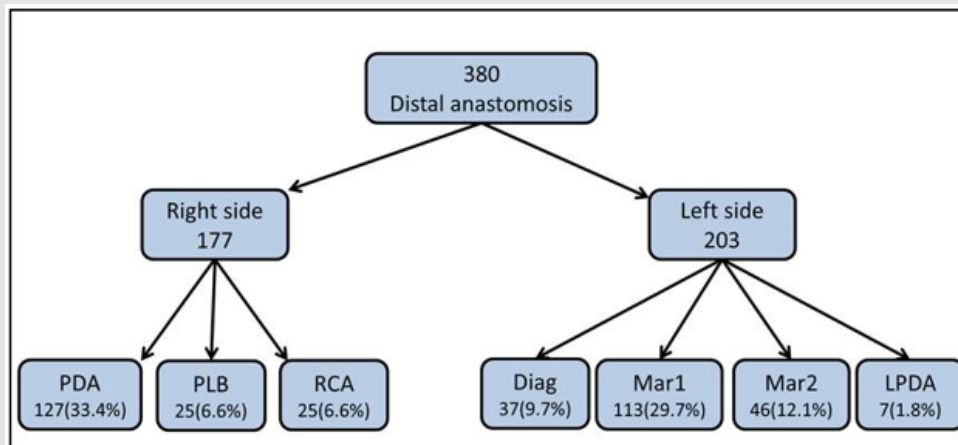 380
Distal anastomosis
Right side
177
Left side
203
PDA
127(33.4%)
PLB
25(6.6%)
RCA
25(6.6%)
Diag
37(9.7%)
Mar1
113(29.7%)
Mar2
46(12.1%)
LPDA
7(1.8%)